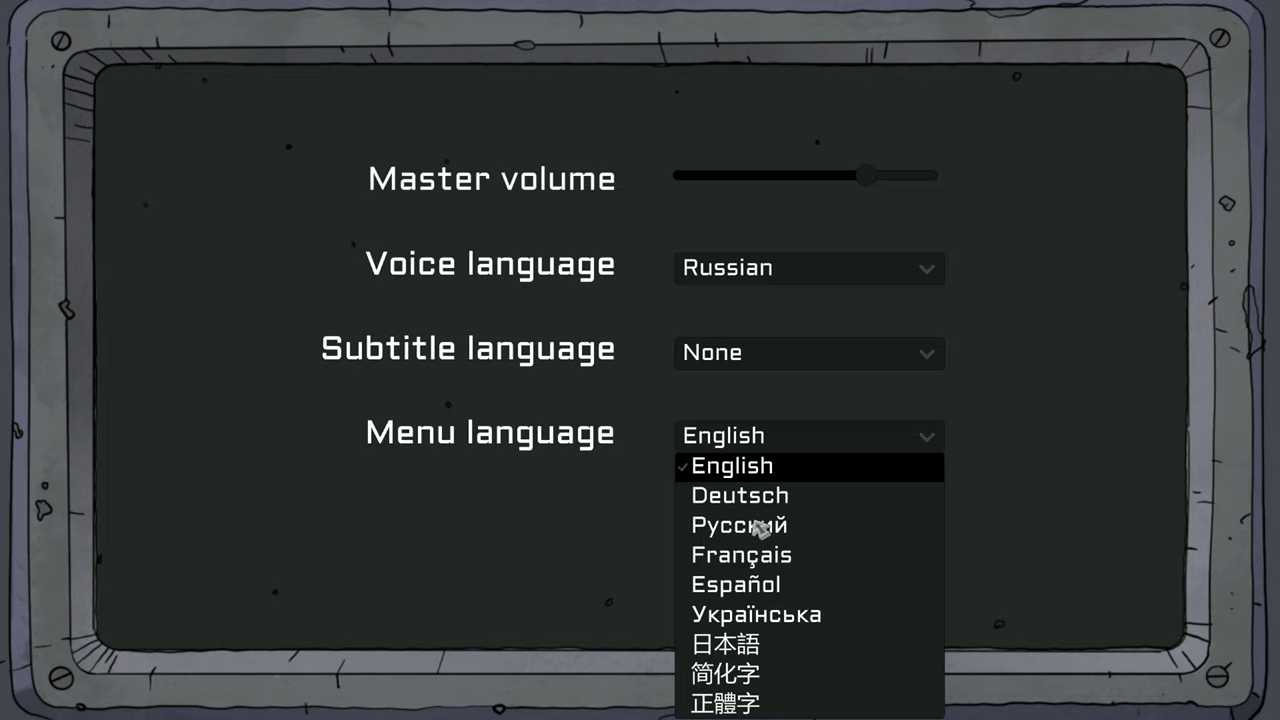 Master volume
Voice language Russian
Subtitle language None
Menu language English
English
Deutsch
Русский
Français
Español
Українська
日本語
简化字
正體字